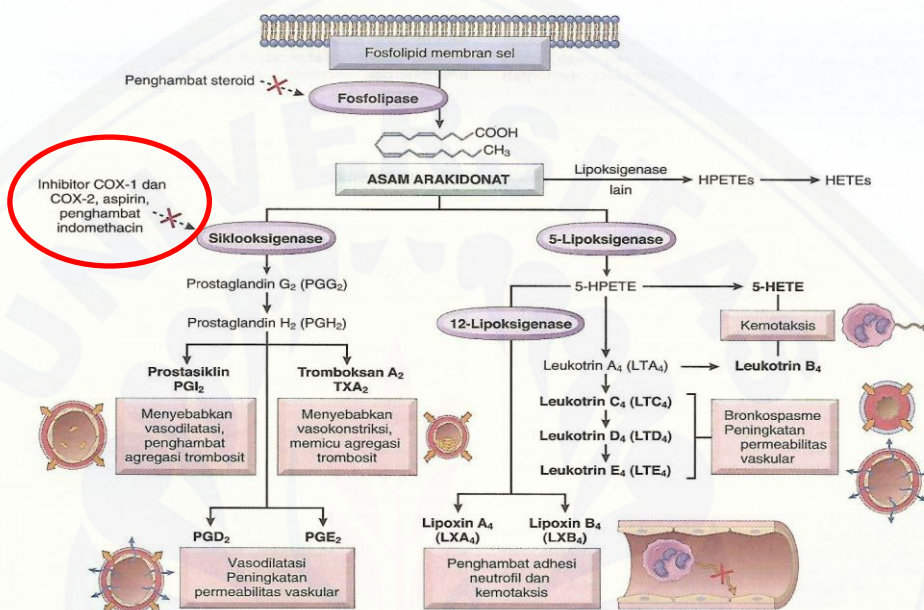 Fosfolipid membran sel
Penghambat steroid
Fosfolipase
COOH
CH₃
ASAM ARAKIDONAT
Lipoksigenase
lain
HPETEs
HETEs
Inhibitor COX-1 dan
COX-2, aspirin,
penghambat
indomethacin
Siklooksigenase
5-Lipoksigenase
Prostaglandin G₂ (PGG₂)
5-HPETE
5-HETE
Prostaglandin H₂ (PGH₂)
12-Lipoksigenase
Kemotaksis
Prostasiklin
PGI₂
Tromboksan A₂
TXA₂
Leukotrin A₄ (LTA₄)
Leukotrin B₄
Menyebabkan
vasodilatasi,
penghambat
agregasi trombosit
Menyebabkan
vasokonstriksi,
memicu agregasi
trombosit
Leukotrin C₄ (LTC₄)
Leukotrin D₄ (LTD₄)
Leukotrin E₄ (LTE₄)
Bronkospasme
Peningkatan
permeabilitas
vaskular
PGD₂
PGE₂
Lipoxin A₄
(LXA₄)
Lipoxin B₄
(LXB₄)
Vasodilatasi
Peningkatan
permeabilitas vaskular
Penghambat adhesi
neutrofil dan
kemotaksis
UNIVERSITAS